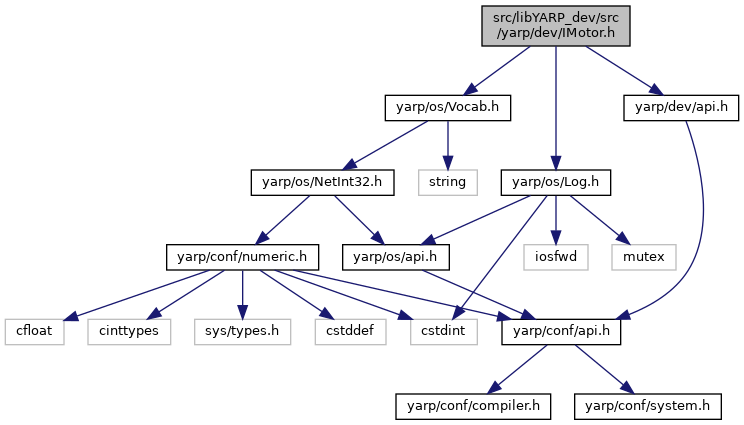 src/libYARP_dev/src
/yarp/dev/IMotor.h
yarp/os/Vocab.h
yarp/dev/api.h
yarp/os/NetInt32.h
string
yarp/os/Log.h
yarp/conf/numeric.h
yarp/os/api.h
iosfwd
mutex
cfloat
cinttypes
sys/types.h
cstddef
cstdint
yarp/conf/api.h
yarp/conf/compiler.h
yarp/conf/system.h